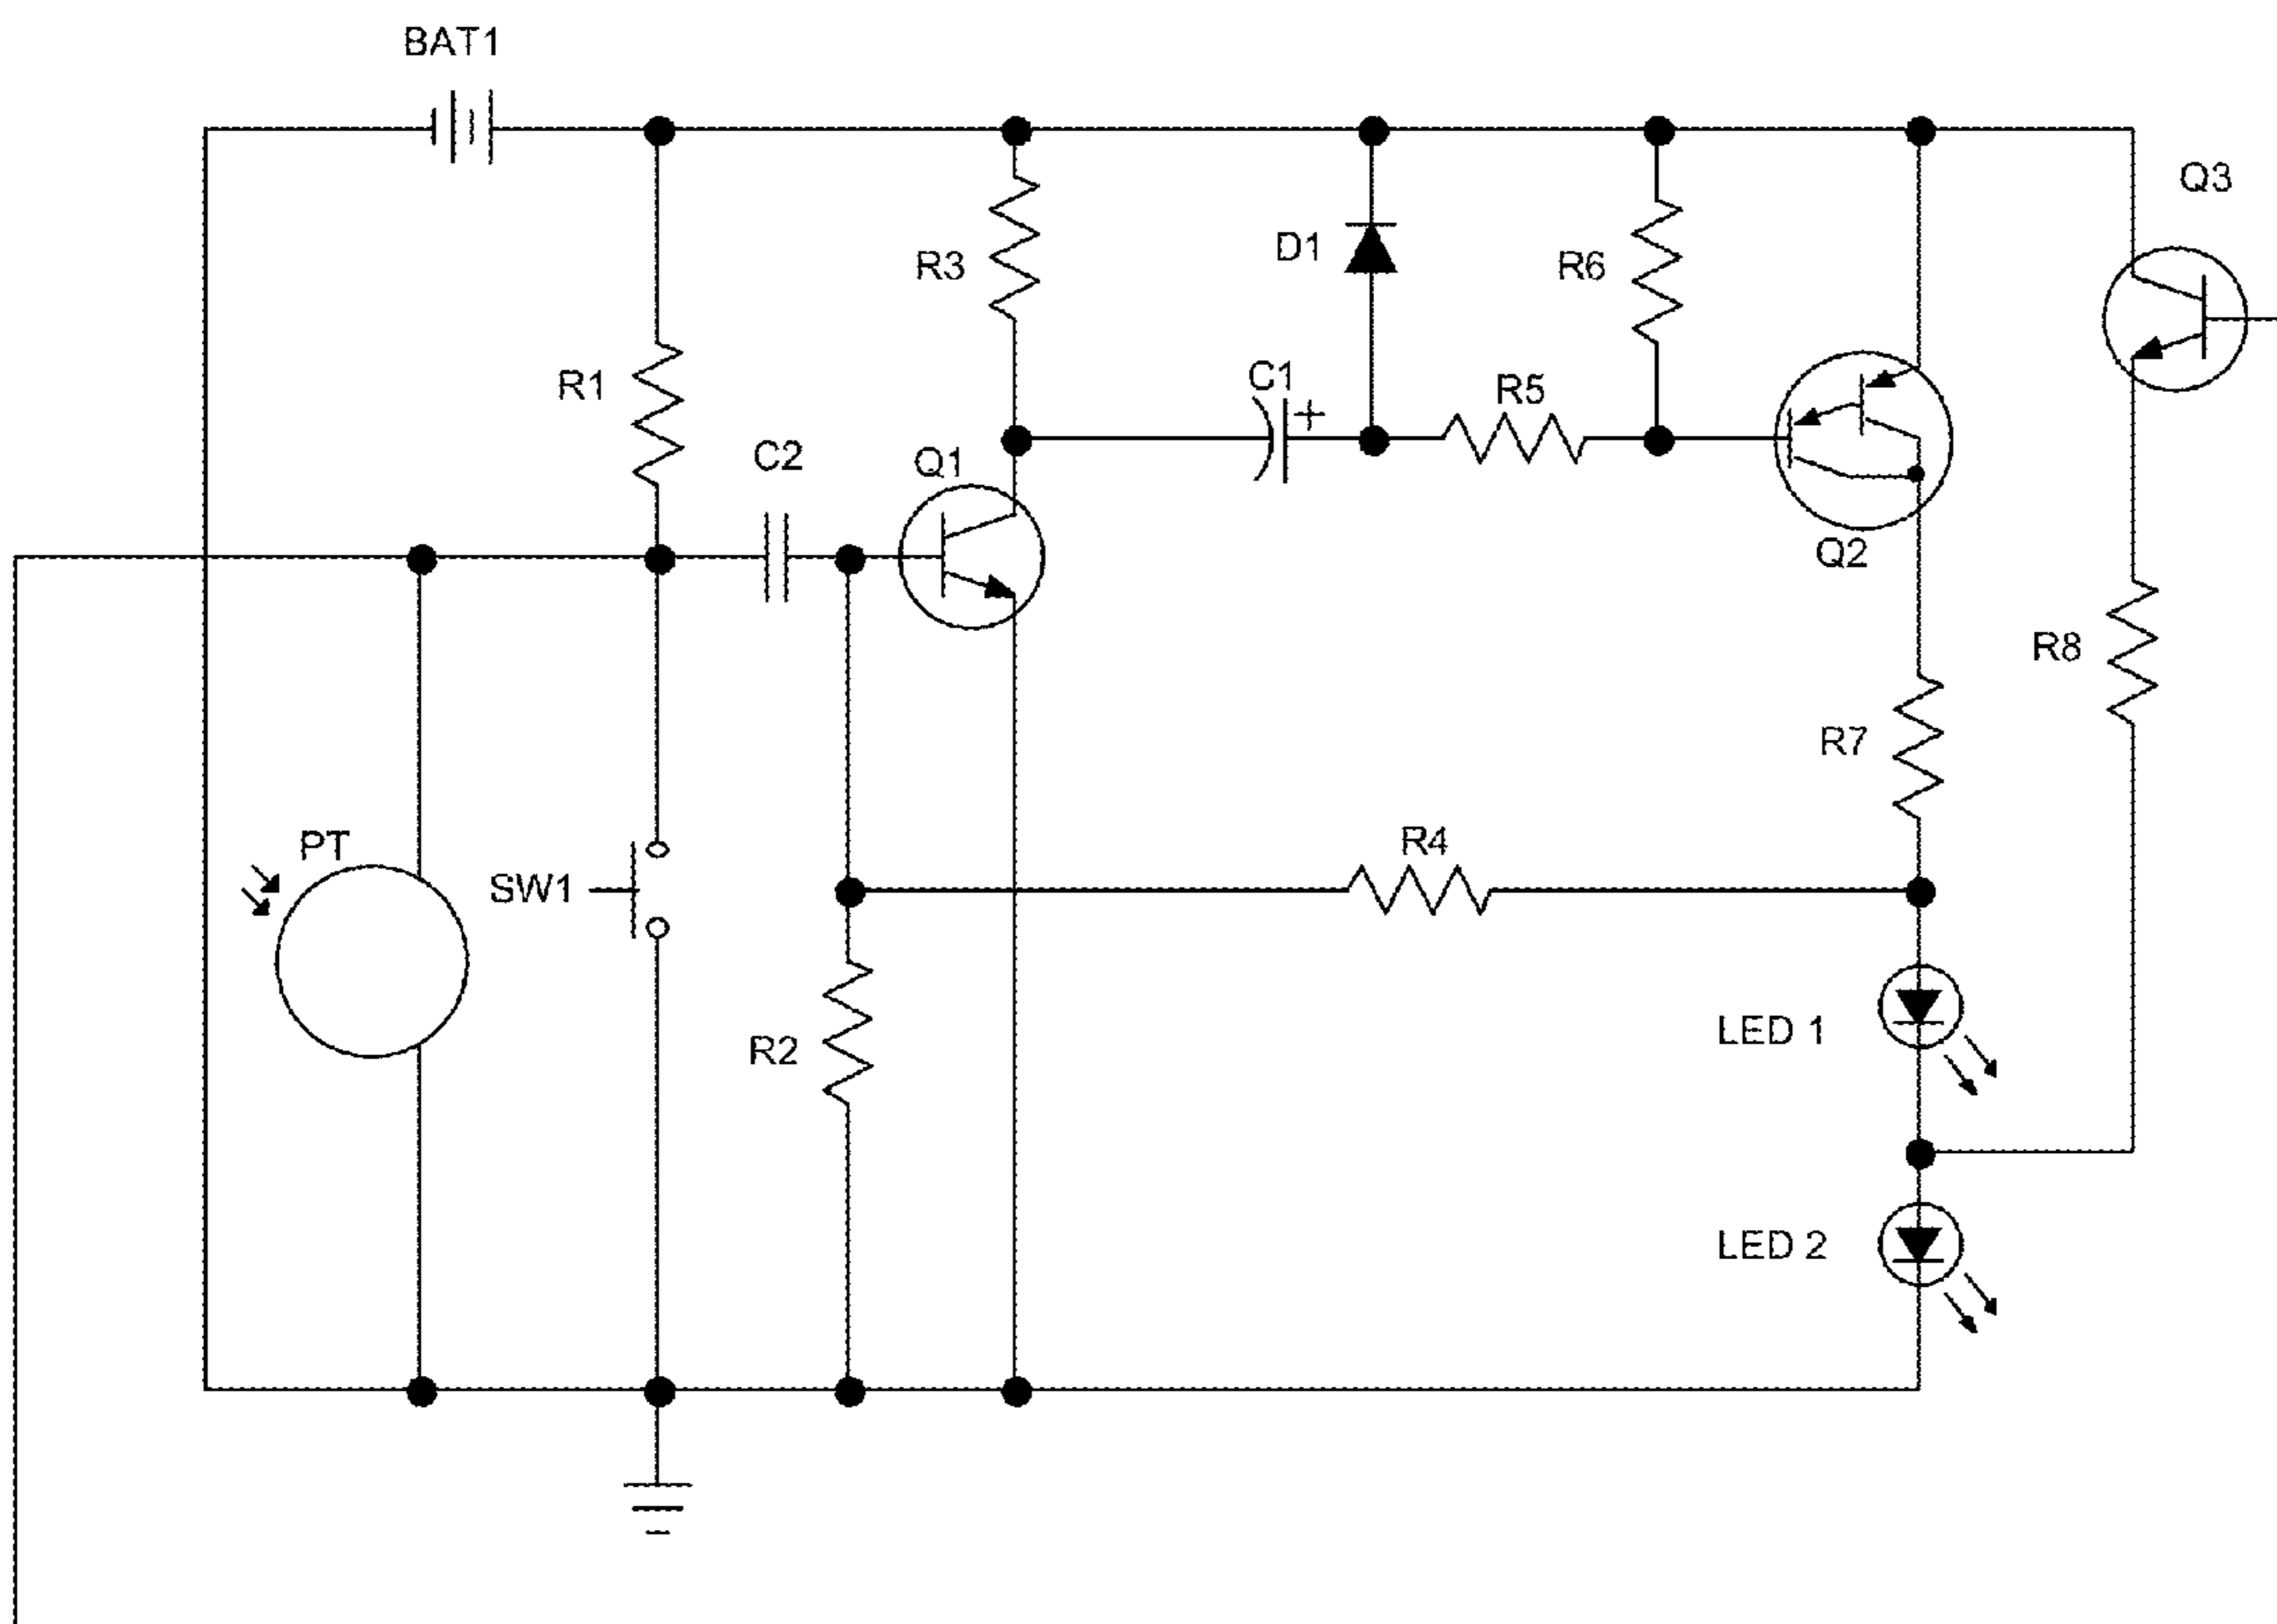 BAT1
Q3
D1
R3
R6
R1
C1
+
R5
C2
Q1
Q2
R8
R7
R4
PT
SW1
LED 1
R2
LED 2